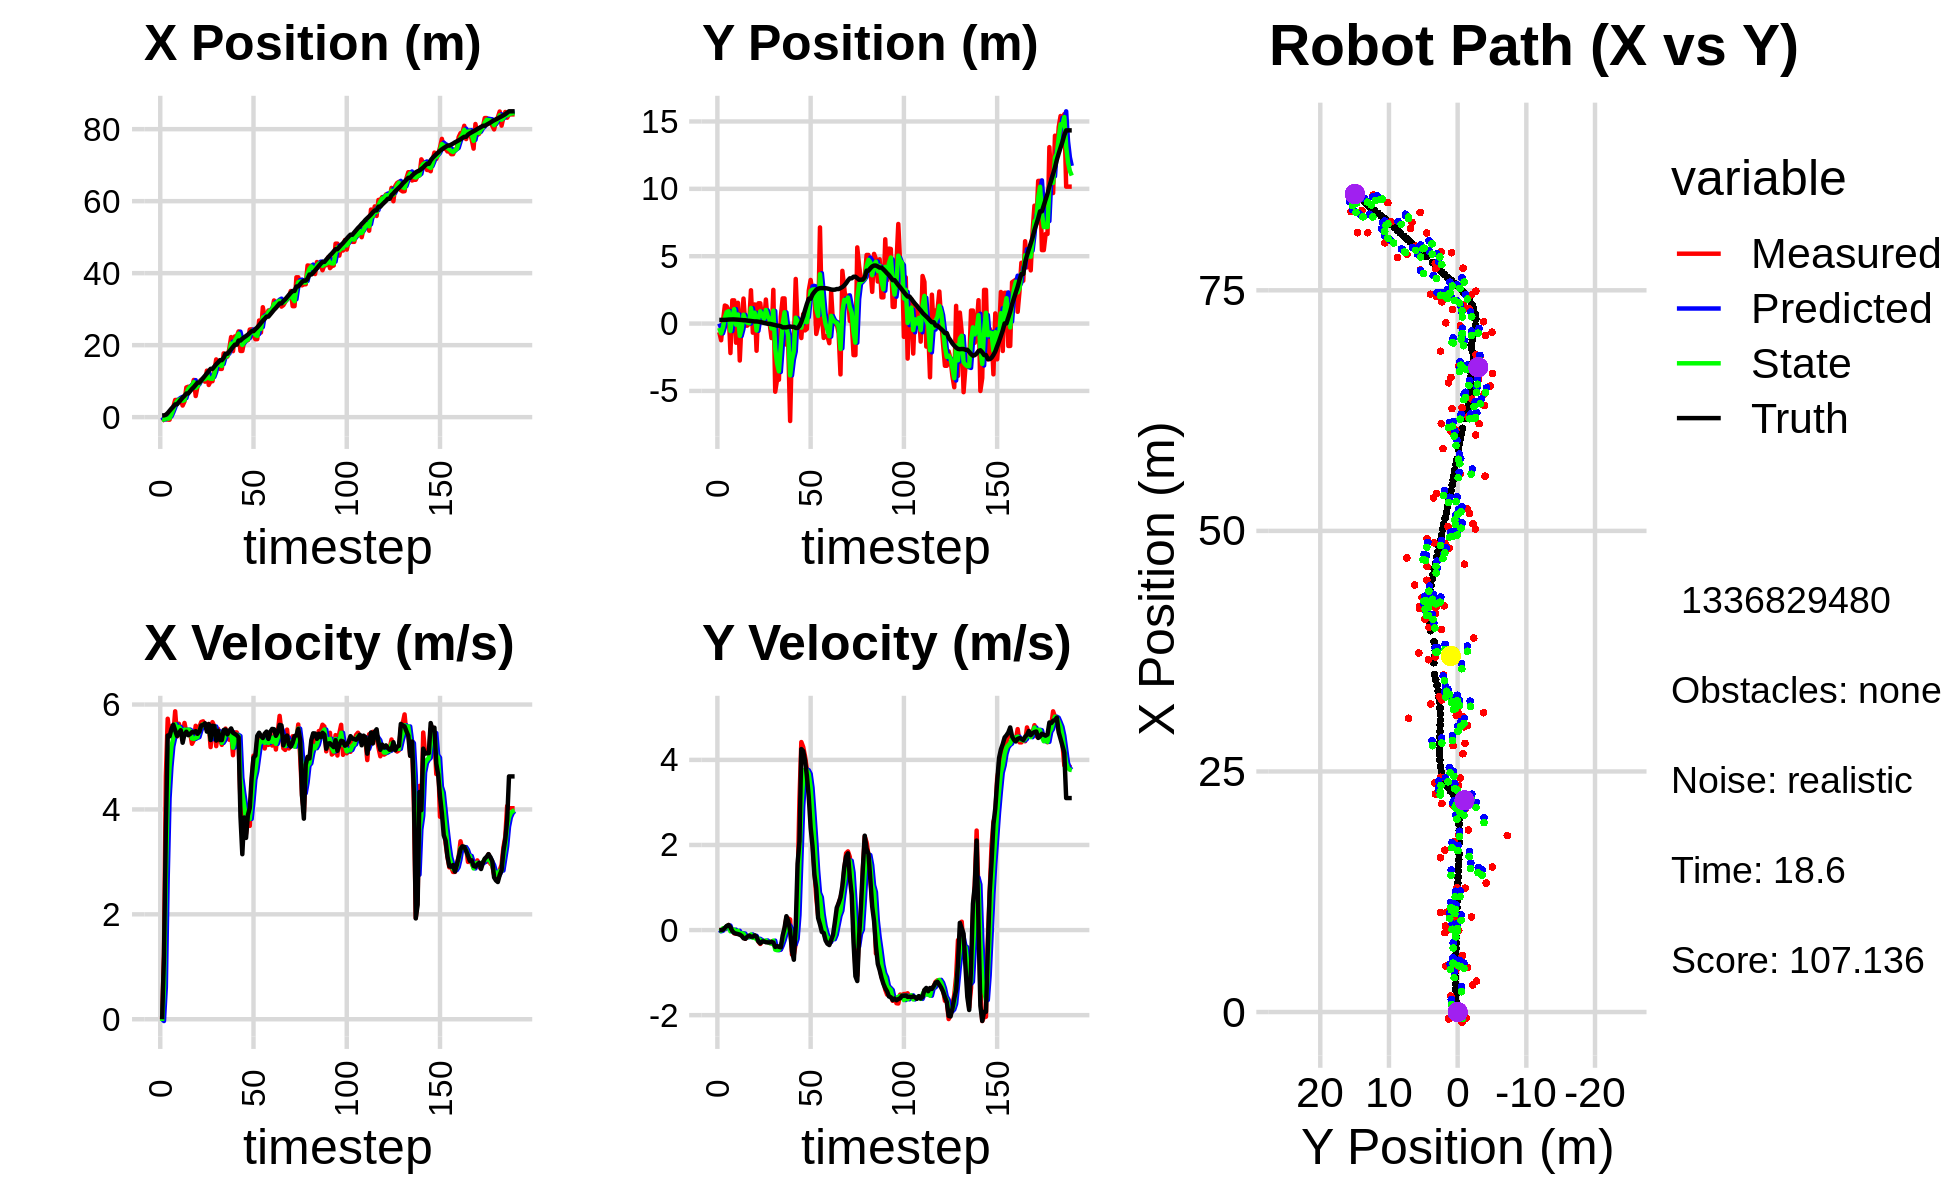 X Position (m)
80
60
40
20
0
0
50
100
150
timestep
Y Position (m)
15
10
5
0
-5
0
50
100
150
timestep
X Velocity (m/s)
6
4
2
0
0
50
100
150
timestep
Y Velocity (m/s)
4
2
0
-2
0
50
100
150
timestep
Robot Path (X vs Y)
X Position (m)
75
50
25
0
20 10 0 -10 -20
Y Position (m)
variable
Measured
Predicted
State
Truth
1336829480
Obstacles: none
Noise: realistic
Time: 18.6
Score: 107.136